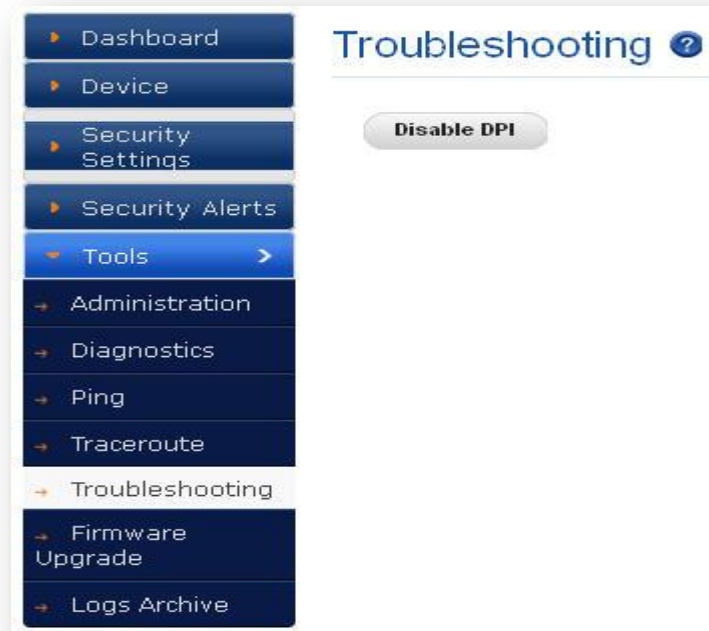 Dashboard
Device
Security
Settings
Security Alerts
Tools
Administration
Diagnostics
Ping
Traceroute
Troubleshooting
Firmware
Upgrade
Logs Archive
Troubleshooting ?
Disable DPI